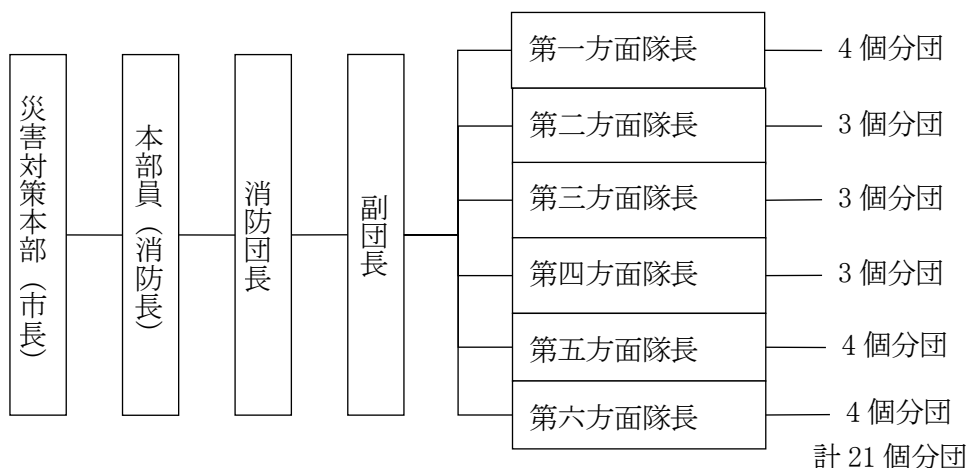 災害対策本部（市長）
本部員（消防長）
消防団長
副団長
第一方面隊長
4 個分団
第二方面隊長
3 個分団
第三方面隊長
3 個分団
第四方面隊長
3 個分団
第五方面隊長
4 個分団
第六方面隊長
4 個分団
計 21 個分団